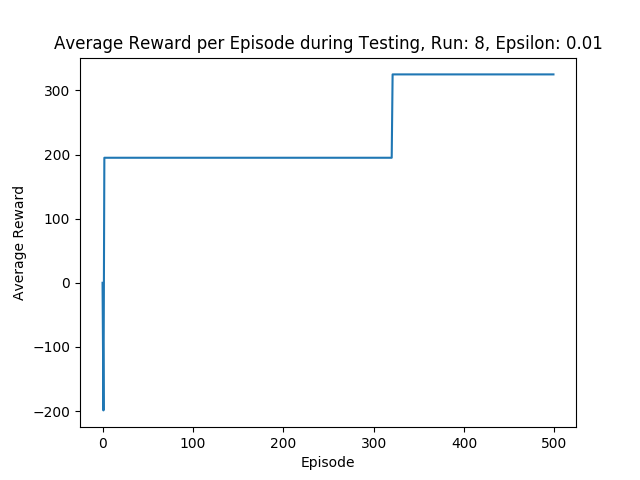 Average Reward per Episode during Testing, Run: 8, Epsilon: 0.01
300
200
100
0
−100
−200
Average Reward
0 100 200 300 400 500
Episode